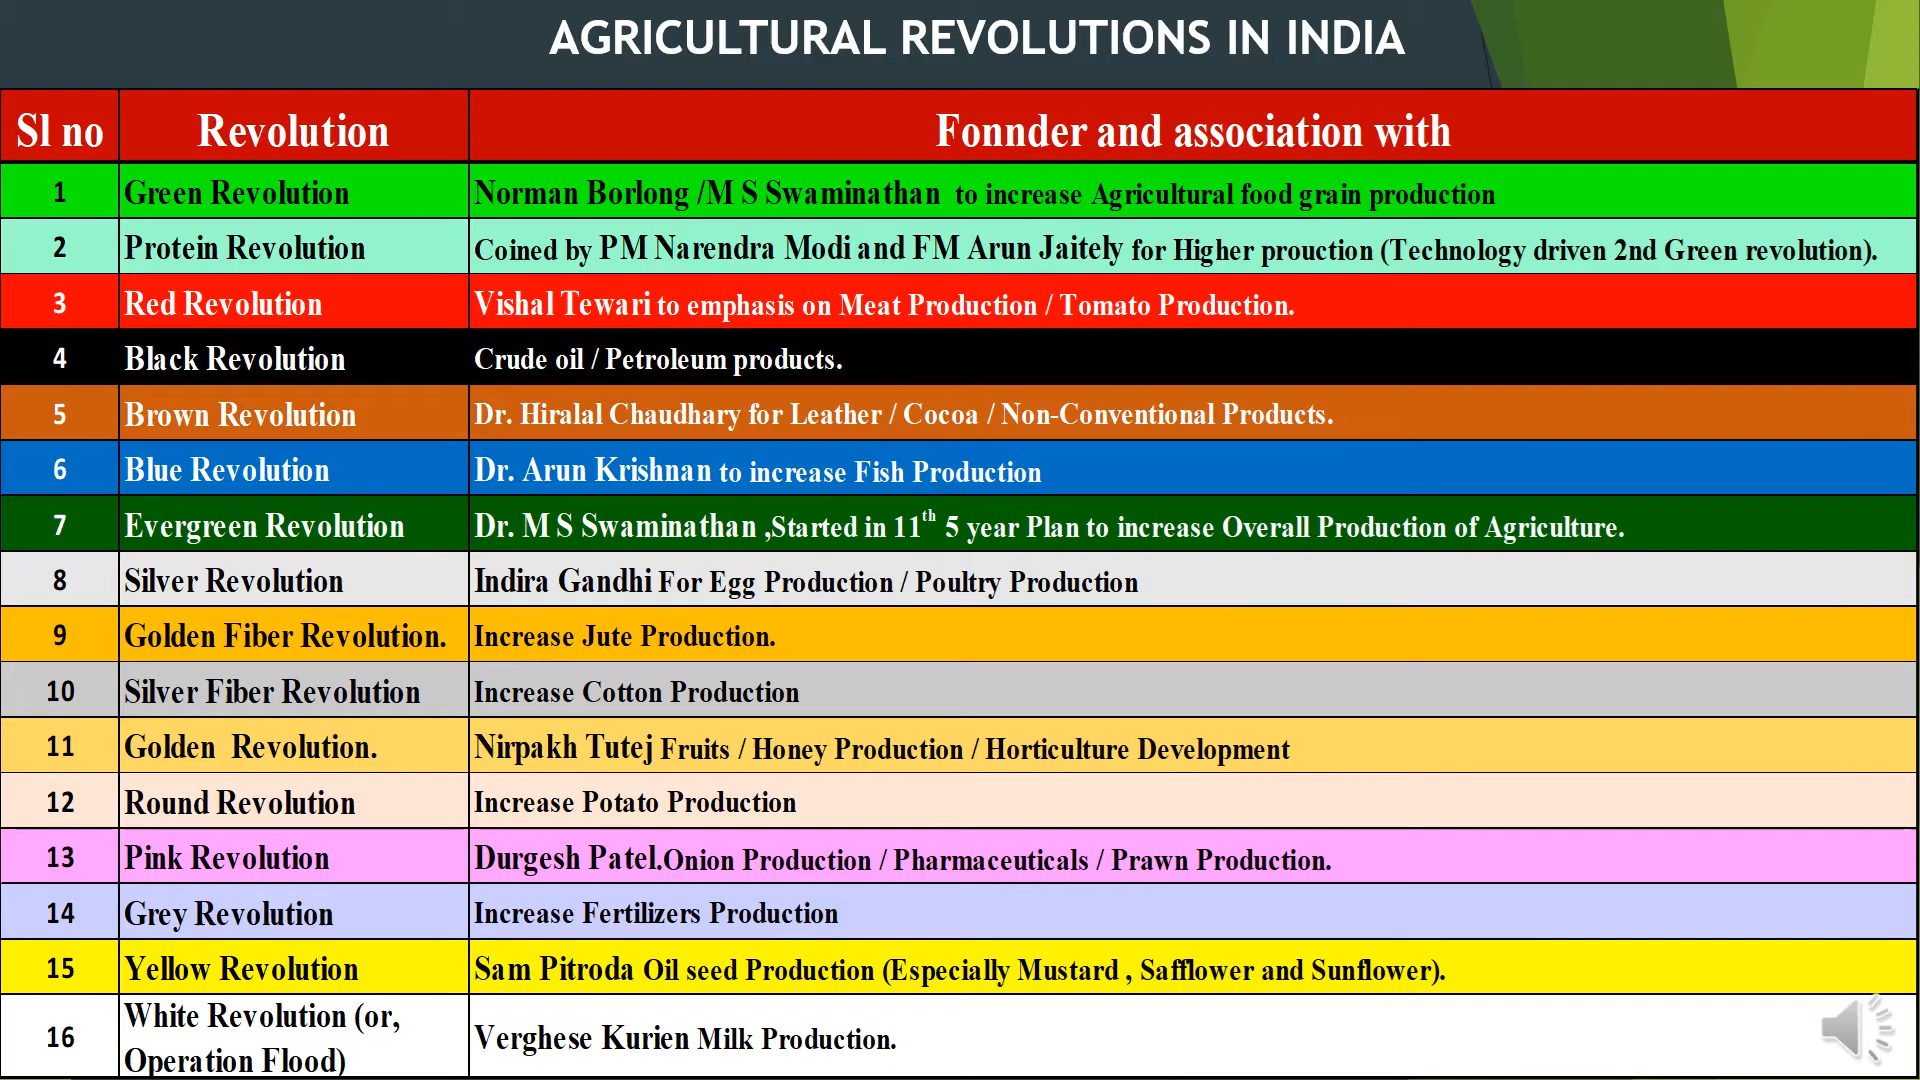 AGRICULTURAL REVOLUTIONS IN INDIA
Sl no Revolution Fonnder and association with
1 Green Revolution Norman Borlong /M S Swaminathan to increase Agricultural food grain production
2 Protein Revolution Coined by PM Narendra Modi and FM Arun Jaitely for Higher prouction (Technology driven 2nd Green revolution).
3 Red Revolution Vishal Tewari to emphasis on Meat Production / Tomato Production.
4 Black Revolution Crude oil / Petroleum products.
5 Brown Revolution Dr. Hiralal Chaudhary for Leather / Cocoa / Non-Conventional Products.
6 Blue Revolution Dr. Arun Krishnan to increase Fish Production
7 Evergreen Revolution Dr. M S Swaminathan ,Started in 11th 5 year Plan to increase Overall Production of Agriculture.
8 Silver Revolution Indira Gandhi For Egg Production / Poultry Production
9 Golden Fiber Revolution. Increase Jute Production.
10 Silver Fiber Revolution Increase Cotton Production
11 Golden Revolution. Nirpakh Tutej Fruits / Honey Production / Horticulture Development
12 Round Revolution Increase Potato Production
13 Pink Revolution Durgesh Patel.Onion Production / Pharmaceuticals / Prawn Production.
14 Grey Revolution Increase Fertilizers Production
15 Yellow Revolution Sam Pitroda Oil seed Production (Especially Mustard , Safflower and Sunflower).
16 White Revolution (or,
Operation Flood) Verghese Kurien Milk Production.